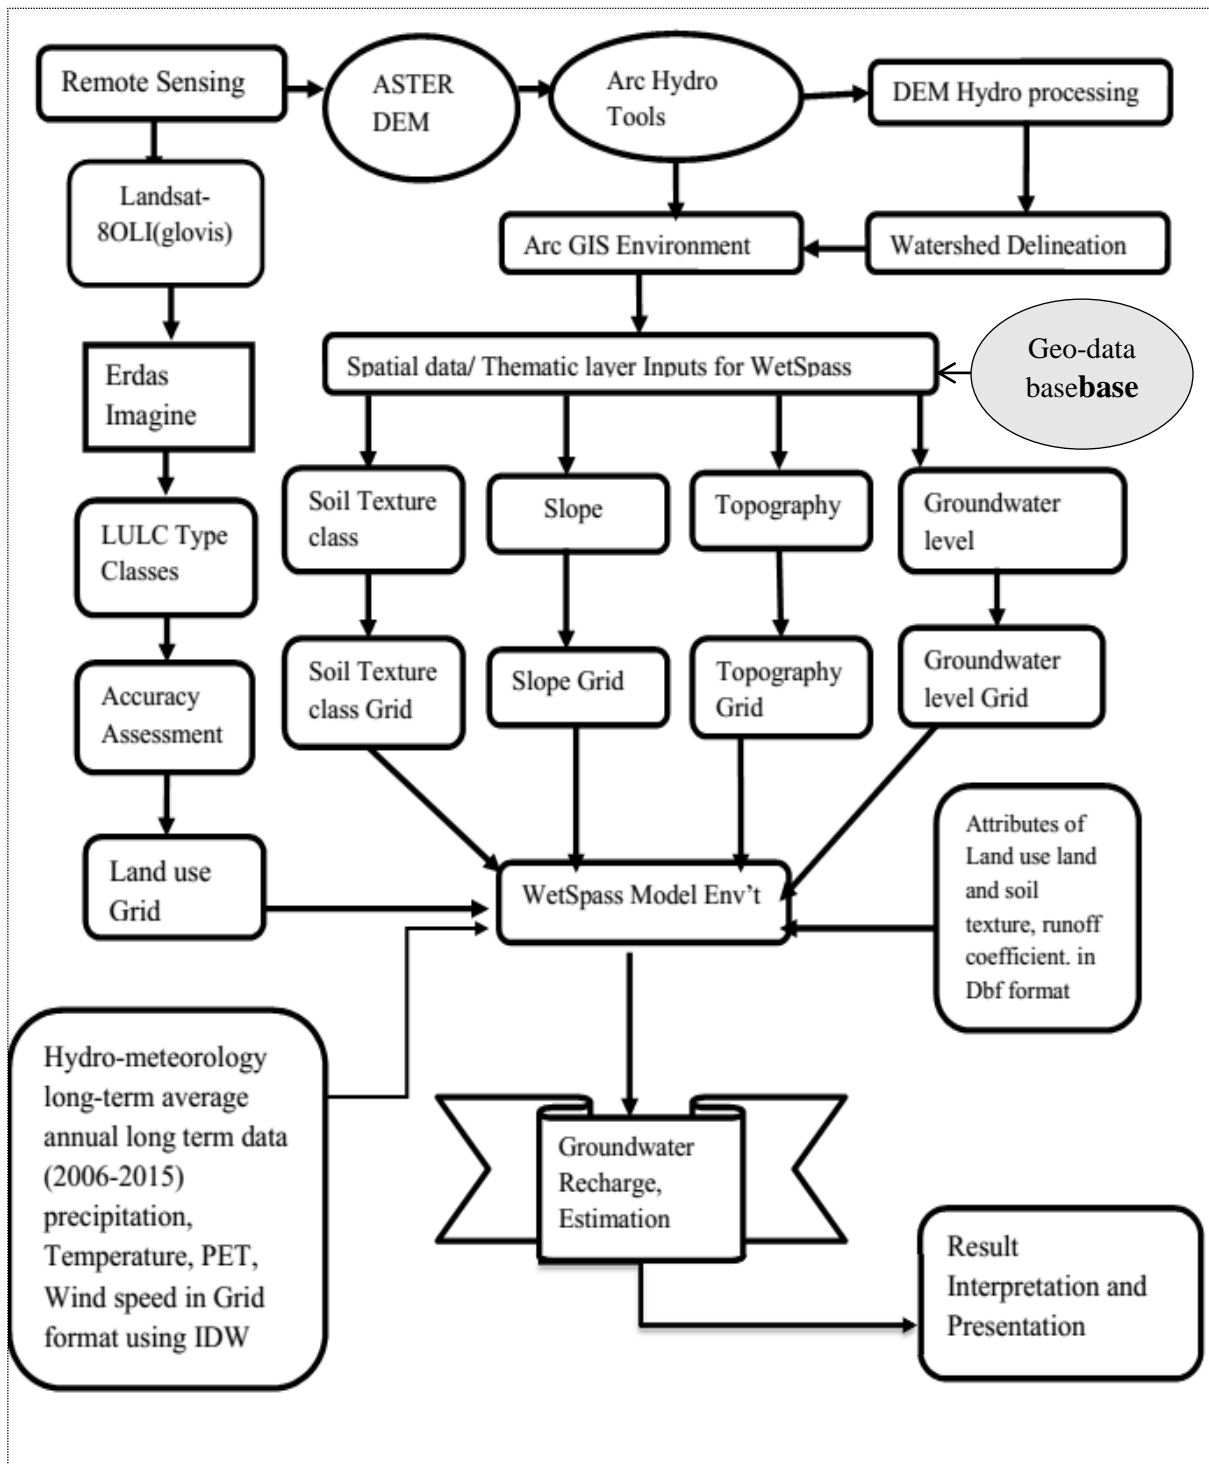 Remote Sensing
ASTER
DEM
Arc Hydro
Tools
DEM Hydro processing
Landsat-
8OLI(glovis)
Arc GIS Environment
Watershed Delineation
Erdas
Imagine
Spatial data/ Thematic layer Inputs for WetSpass
Geo-data
basebase
LULC Type
Classes
Soil Texture
class
Slope
Topography
Groundwater
level
Accuracy
Assessment
Soil Texture
class Grid
Slope Grid
Topography
Grid
Groundwater
level Grid
Land use
Grid
WetSpass Model Env't
Attributes of
Land use land
and soil
texture, runoff
coefficient. in
Dbf format
Hydro-meteorology
long-term average
annual long term data
(2006-2015)
precipitation,
Temperature, PET,
Wind speed in Grid
format using IDW
Groundwater
Recharge,
Estimation
Result
Interpretation and
Presentation